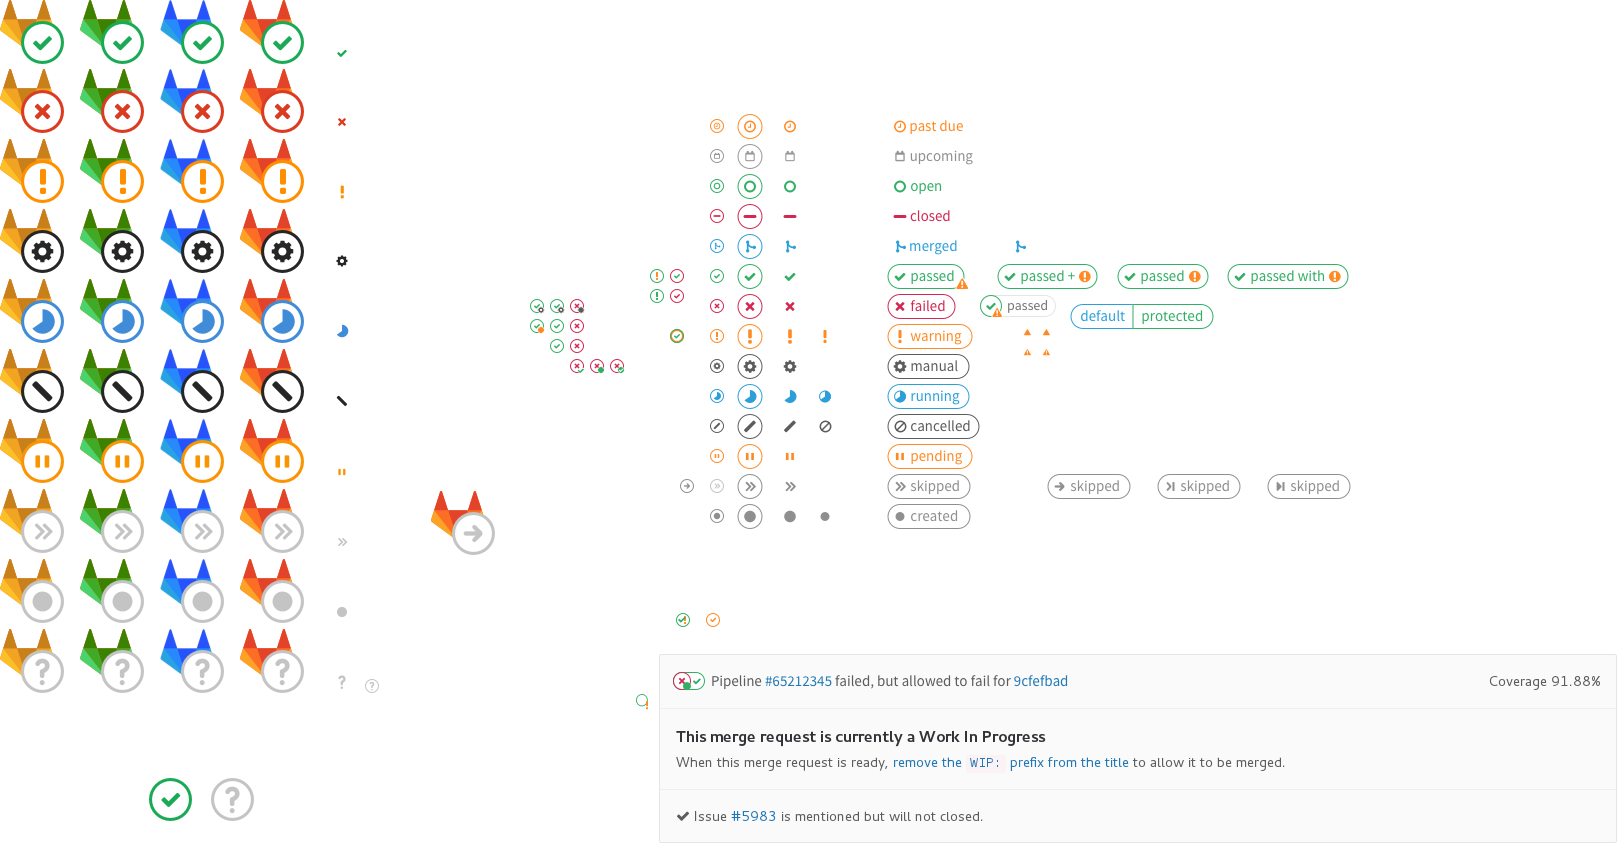 past due
upcoming
open
closed
merged
passed passed + passed passed with
failed passed
default protected
warning
manual
running
cancelled
pending
skipped skipped skipped skipped
created
Pipeline #65212345 failed, but allowed to fail for 9cfefbad Coverage 91.88%
This merge request is currently a Work In Progress
When this merge request is ready, remove the WIP: prefix from the title to allow it to be merged.
Issue #5983 is mentioned but will not closed.